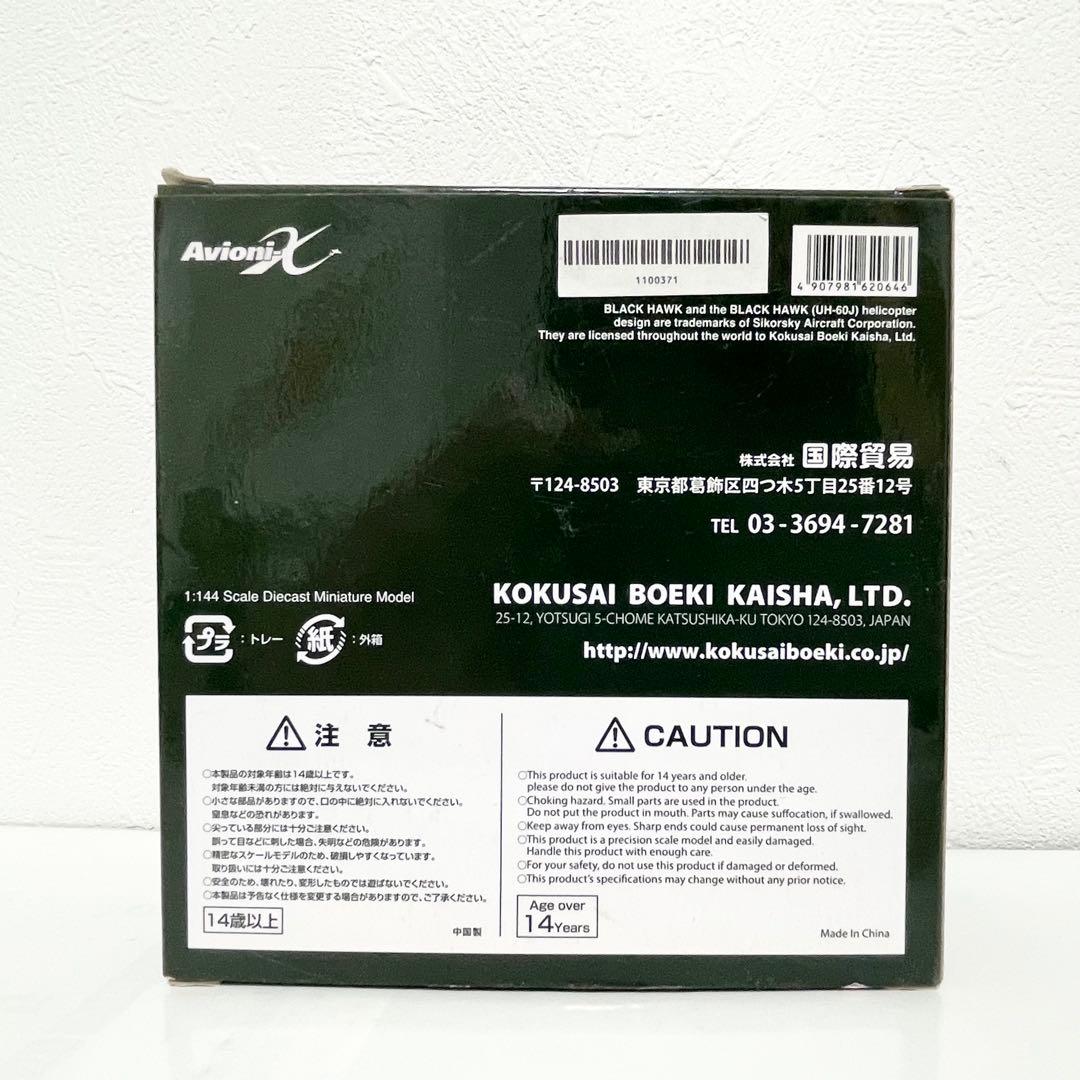 Avioni-X
1100371
4 907981 620646
BLACK HAWK and the BLACK HAWK (UH-60J) helicopter
design are trademarks of Sikorsky Aircraft Corporation.
They are licensed throughout the world to Kokusai Boeki Kaisha, Ltd.
株式会社 国際貿易
〒124-8503 東京都葛飾区四つ木5丁目25番12号
TEL 03-3694-7281
1:144 Scale Diecast Miniature Model
プラ : トレー 紙 : 外箱
KOKUSAI BOEKI KAISHA, LTD.
25-12, YOTSUGI 5-CHOME KATSUSHIKA-KU TOKYO 124-8503, JAPAN
http://www.kokusaiboeki.co.jp/
注 意
○本製品の対象年齢は14歳以上です。
対象年齢未満の方には絶対に与えないでください。
○小さな部品がありますので、口の中に絶対に入れないでください。
窒息などの恐れがあります。
○尖っている部分には十分ご注意ください。
誤って目などに刺した場合、失明などの危険があります。
○精密なスケールモデルのため、破損しやすくなっています。
取り扱いには十分ご注意ください。
○安全のため、壊れたり、変形したものでは遊ばないでください。
○本製品は予告なく仕様を変更する場合がありますので、ご了承ください。
14歳以上
中国製
CAUTION
○This product is suitable for 14 years and older.
please do not give the product to any person under the age.
○Choking hazard. Small parts are used in the product.
Do not put the product in mouth. Parts may cause suffocation, if swallowed.
○Keep away from eyes. Sharp ends could cause permanent loss of sight.
○This product is a precision scale model and easily damaged.
Handle this product with enough care.
○For your safety, do not use this product if damaged or deformed.
○This product's specifications may change without any prior notice.
Age over
14 Years
Made In China